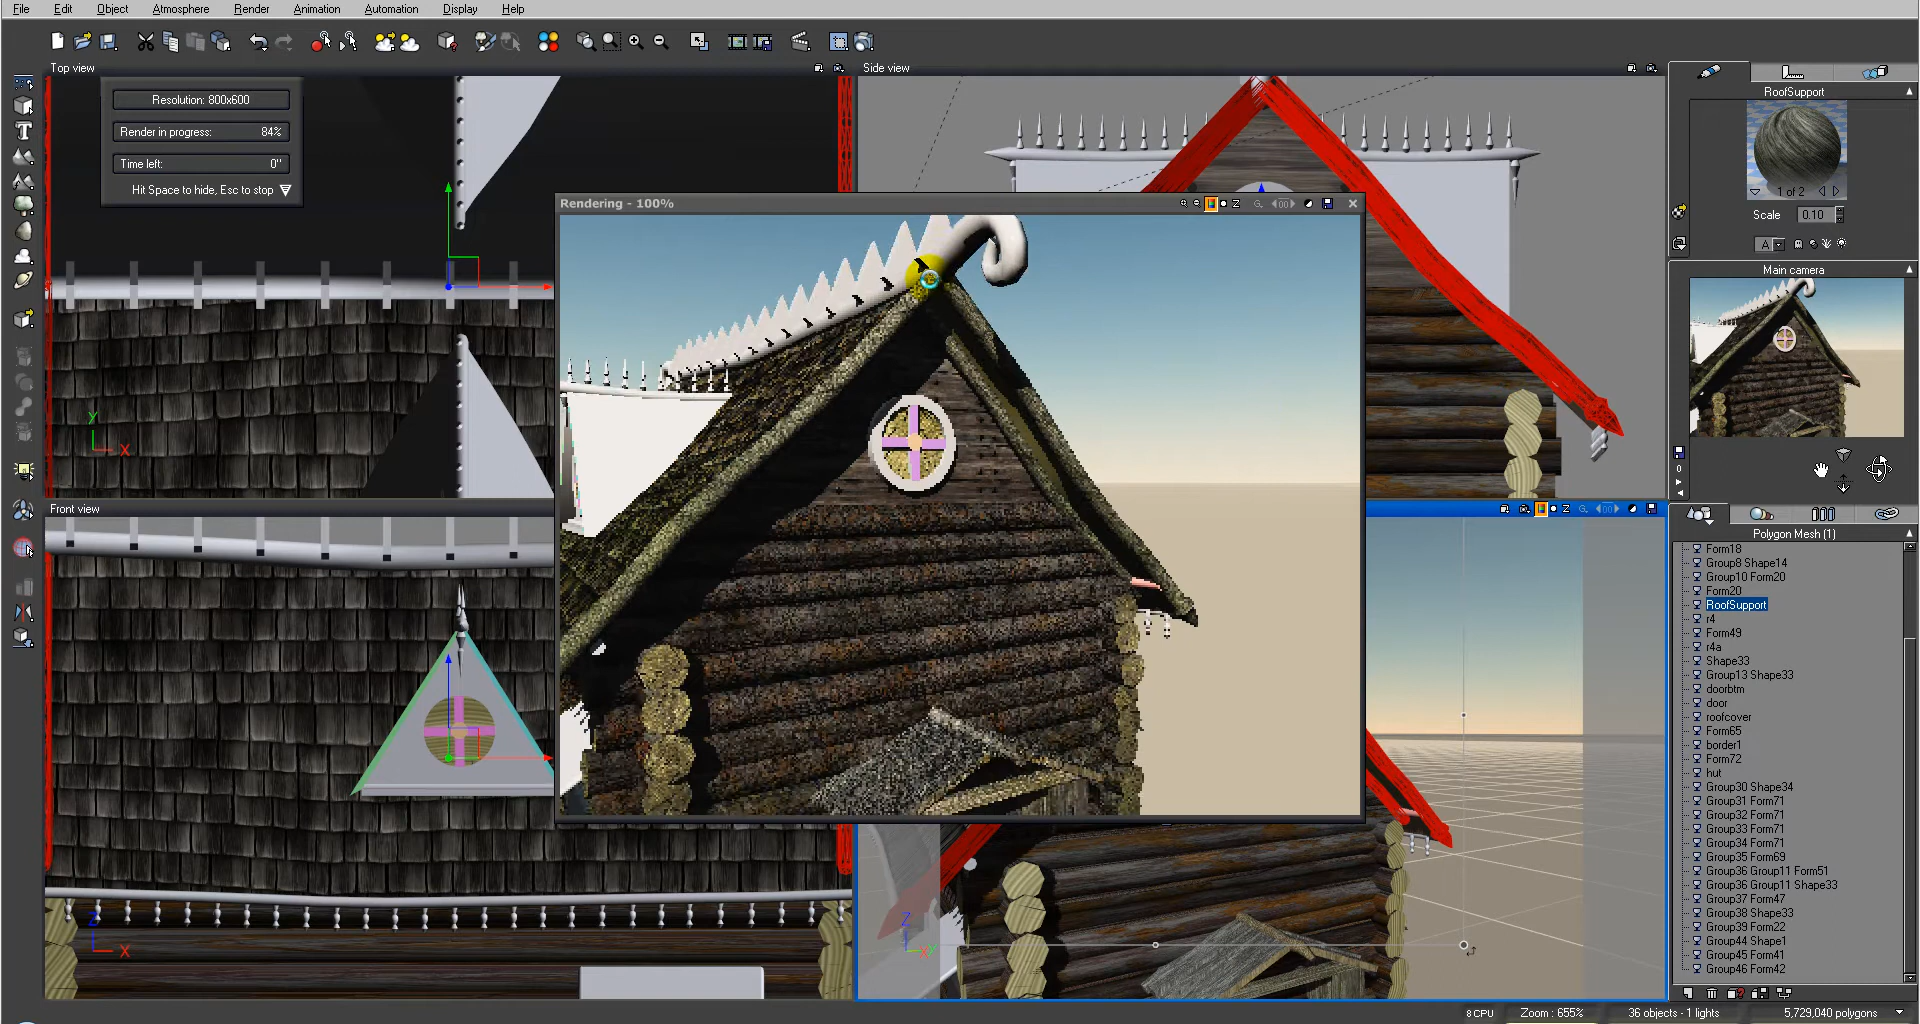 File Edit Object Atmosphere Render Animation Automation Display Help
Top view
Side view
Resolution: 800x600
Render in progress: 84%
Time left: 0"
Hit Space to hide, Esc to stop
Rendering - 100%
Y
X
Front view
Z
X
Z
XY
RoofSupport
1 of 2
Scale 0.10
A
Main camera
0
Polygon Mesh (1)
Form18
Group8 Shape14
Group10 Form20
Form20
RoofSupport
r4
Form49
r4a
Shape33
Group13 Shape33
doorbtm
door
roofcover
Form65
border1
Form72
hut
Group30 Shape34
Group31 Form71
Group32 Form71
Group33 Form71
Group34 Form71
Group35 Form69
Group36 Group11 Form51
Group36 Group11 Shape33
Group37 Form47
Group38 Shape33
Group39 Form22
Group44 Shape1
Group45 Form41
Group46 Form42
8 CPU Zoom : 655% 36 objects - 1 lights 5,729,040 polygons